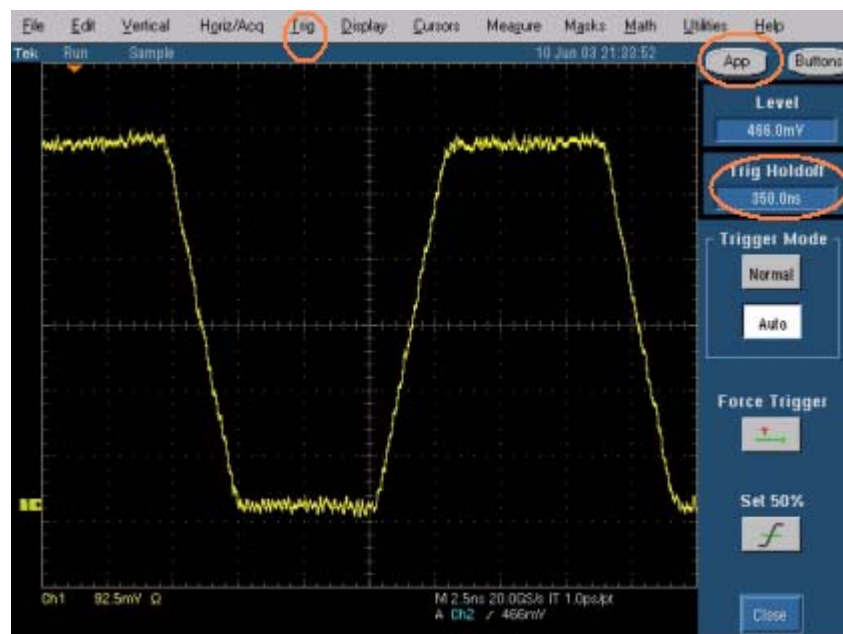 File Edit Vertical Horiz/Acq Trig Display Cursors Measure Masks Math Utilities Help
Tek Run Sample 10 Jun 03 21:33:52
App Buttons
Level
466.0mV
Trig Holdoff
350.0ns
Trigger Mode
Normal
Auto
Force Trigger
Set 50%
Close
Ch1 92.5mV Ω M 2.5ns 20.0GS/s IT 1.0ps/pt
A Ch2 ∕ 466mV